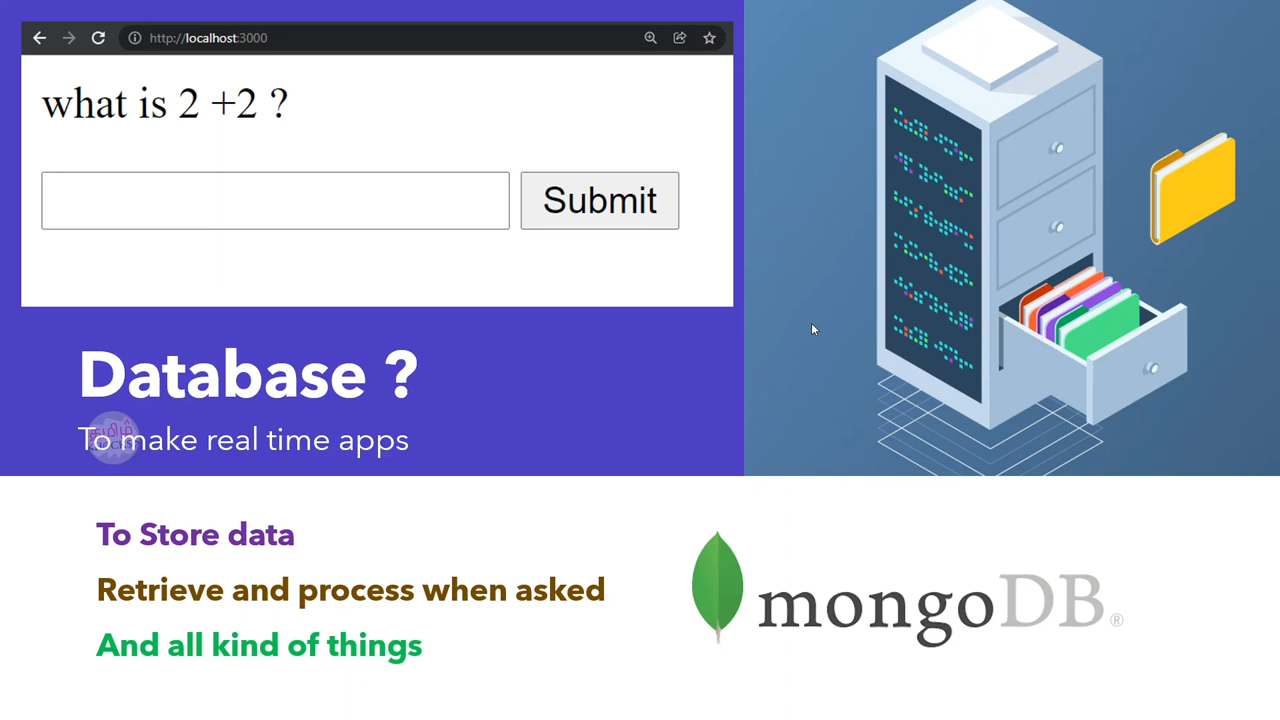 http://localhost:3000
what is 2 +2 ?
Submit
Database ?
To make real time apps
தமிழ்
To Store data
Retrieve and process when asked
And all kind of things
mongoDB®